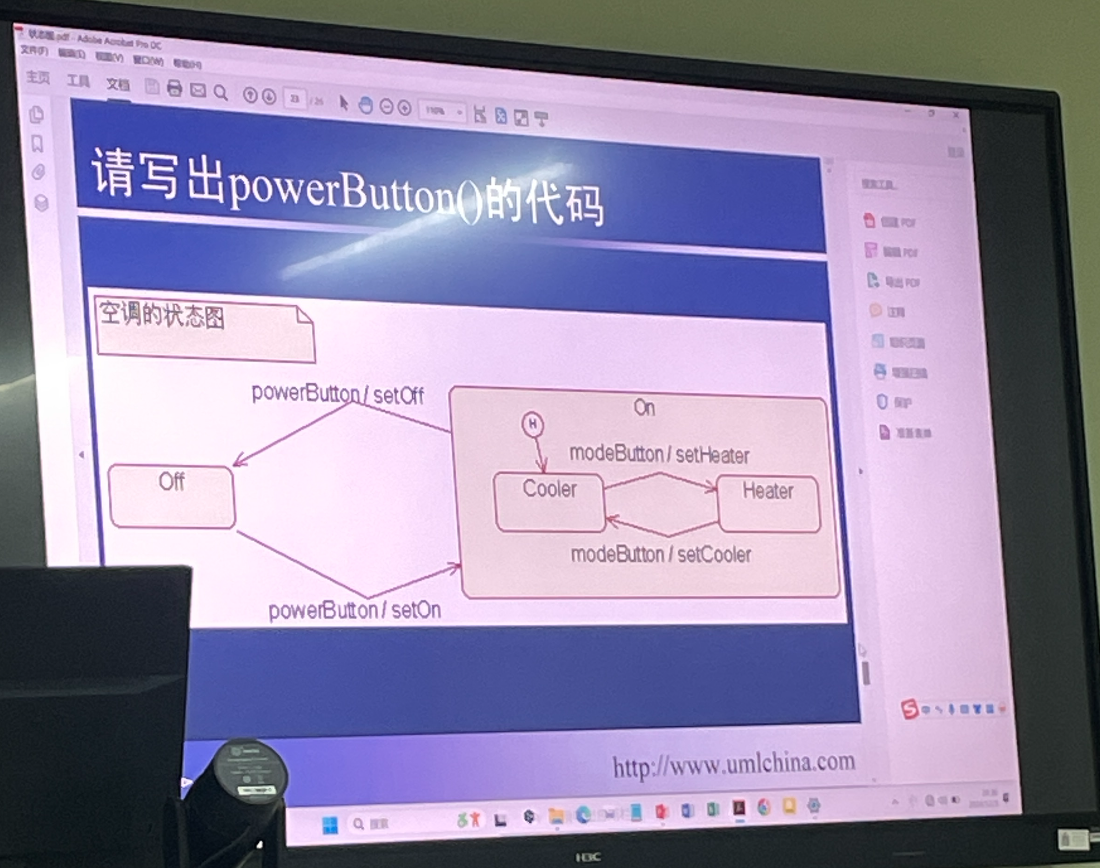 状态图.pdf - Adobe Acrobat Pro DC
文件(F) 编辑(E) 视图(V) 窗口(W) 帮助(H)
主页 工具 文档
23 / 26
请写出powerButton()的代码
空调的状态图
powerButton / setOff
On
H
modeButton / setHeater
Off
Cooler
Heater
modeButton / setCooler
powerButton / setOn
http://www.umlchina.com
搜索工具
创建 PDF
编辑 PDF
导出 PDF
注释
组织页面
增强扫描
保护
准备表单
登录
S 中
搜索
H3C